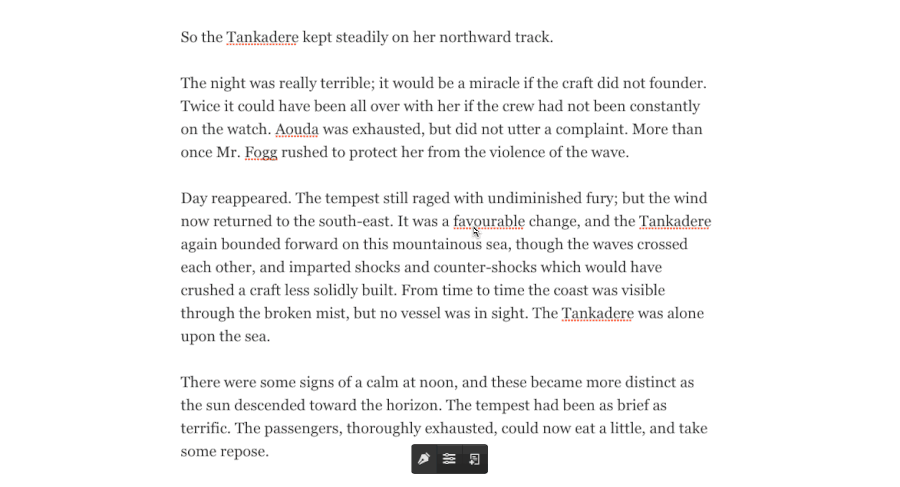 So the Tankadere kept steadily on her northward track.
The night was really terrible; it would be a miracle if the craft did not founder.
Twice it could have been all over with her if the crew had not been constantly
on the watch. Aouda was exhausted, but did not utter a complaint. More than
once Mr. Fogg rushed to protect her from the violence of the wave.
Day reappeared. The tempest still raged with undiminished fury; but the wind
now returned to the south-east. It was a favourable change, and the Tankadere
again bounded forward on this mountainous sea, though the waves crossed
each other, and imparted shocks and counter-shocks which would have
crushed a craft less solidly built. From time to time the coast was visible
through the broken mist, but no vessel was in sight. The Tankadere was alone
upon the sea.
There were some signs of a calm at noon, and these became more distinct as
the sun descended toward the horizon. The tempest had been as brief as
terrific. The passengers, thoroughly exhausted, could now eat a little, and take
some repose.